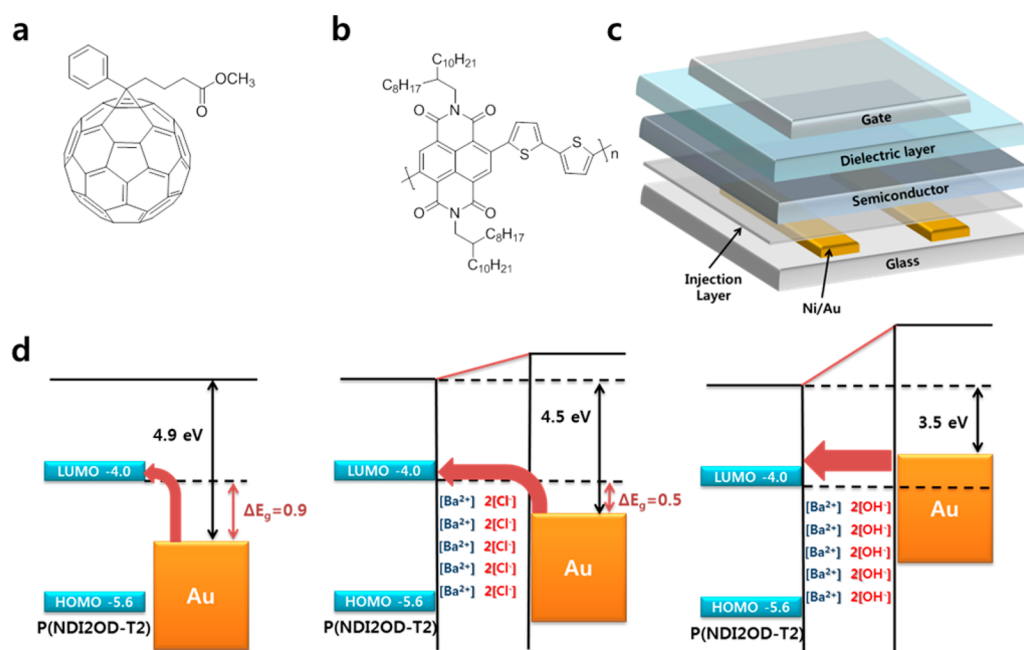 a
OCH₃
O
b
C₁₀H₂₁
C₈H₁₇
O N O
S
S
n
O N O
C₈H₁₇
C₁₀H₂₁
c
Gate
Dielectric layer
Semiconductor
Glass
Injection
Layer
Ni/Au
d
4.9 eV
LUMO -4.0
ΔEg=0.9
Au
HOMO -5.6
P(NDI2OD-T2)
4.5 eV
LUMO -4.0
ΔEg=0.5
[Ba²⁺] 2[Cl⁻]
[Ba²⁺] 2[Cl⁻]
[Ba²⁺] 2[Cl⁻]
[Ba²⁺] 2[Cl⁻]
[Ba²⁺] 2[Cl⁻]
Au
HOMO -5.6
P(NDI2OD-T2)
3.5 eV
LUMO -4.0
[Ba²⁺] 2[OH⁻]
[Ba²⁺] 2[OH⁻]
[Ba²⁺] 2[OH⁻]
[Ba²⁺] 2[OH⁻]
[Ba²⁺] 2[OH⁻]
Au
HOMO -5.6
P(NDI2OD-T2)